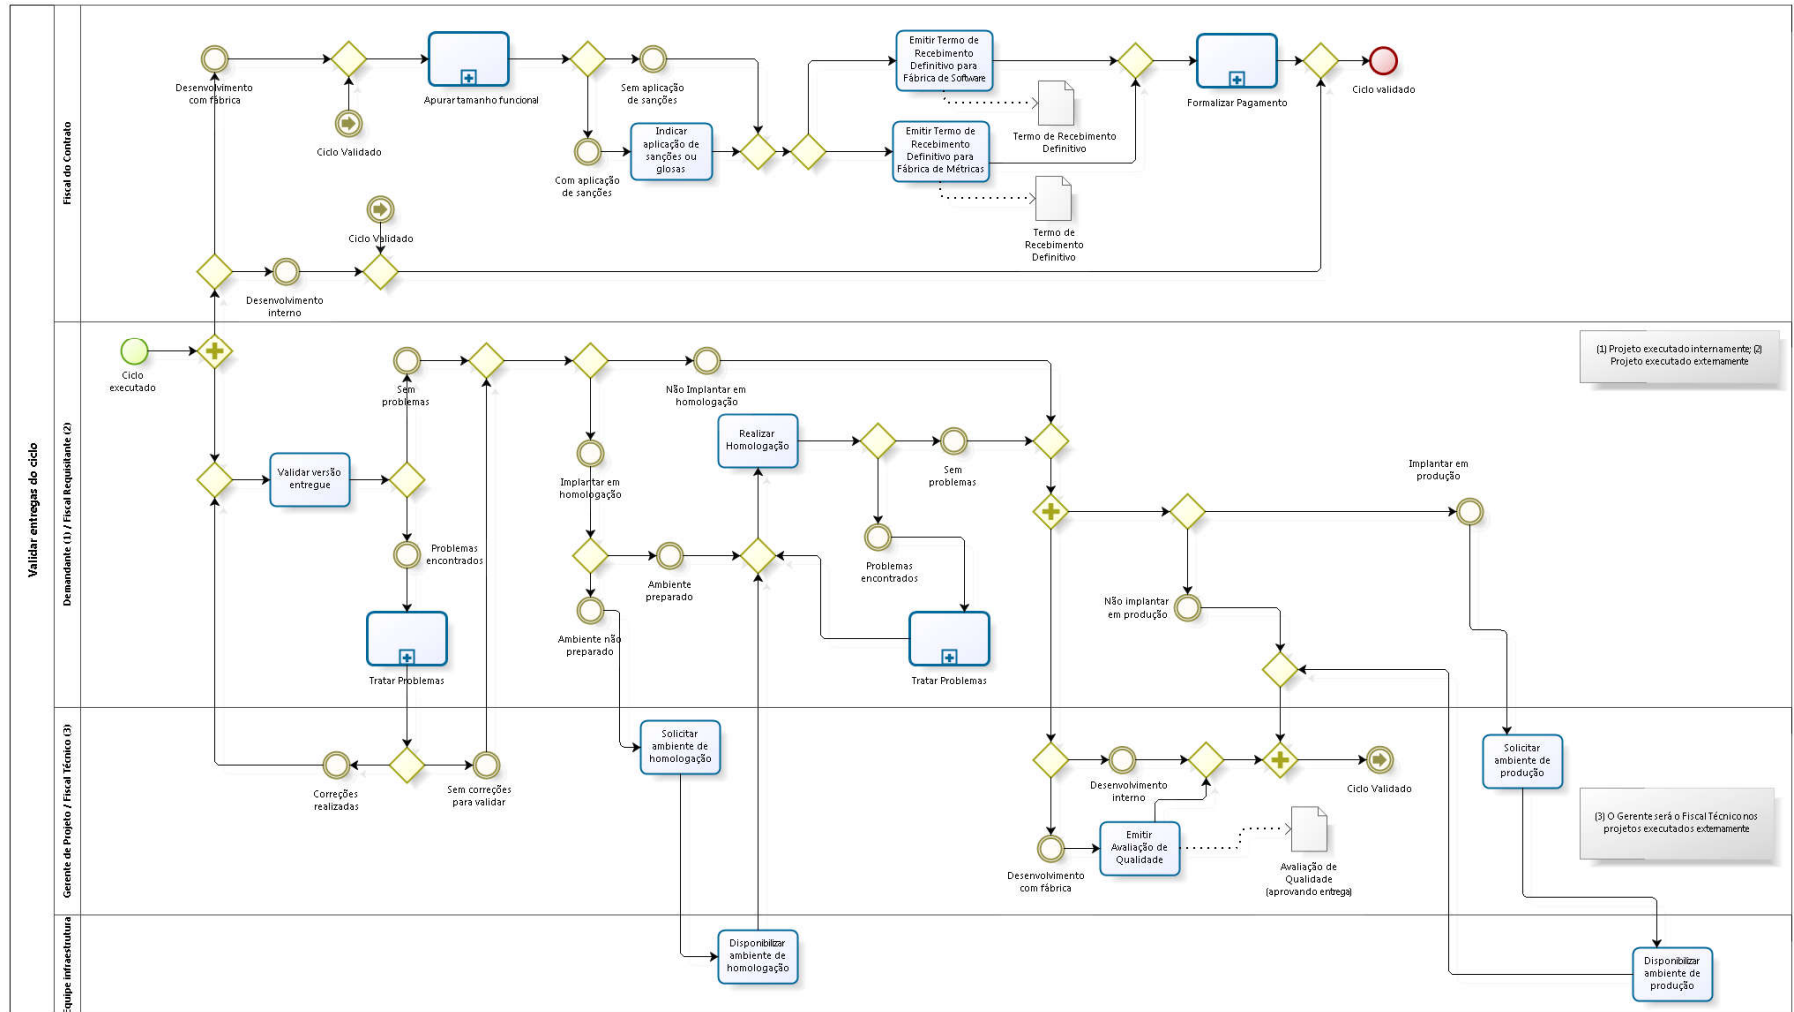 Validar entregas do ciclo
Fiscal do Contato
Desenvolvimento
com fábrica
Ciclo Validado
Apurar tamanho funcional
Sem aplicação
de sanções
Com aplicação
de sanções
Indicar
aplicação de
sanções ou
glosas
Emitir Termo de
Recebimento
Definitivo para
Fábrica de Software
Termo de Recebimento
Definitivo
Emitir Termo de
Recebimento
Definitivo para
Fábrica de Métricas
Termo de
Recebimento
Definitivo
Formalizar Pagamento
Ciclo validado
Ciclo Validado
Desenvolvimento
interno
Demandante (1) / Fiscal Requisitante (2)
Ciclo
executado
Sem
problemas
Não Implantar em
homologação
(1) Projeto executado internamente; (2)
Projeto executado externamente
Validar versão
entregue
Problemas
encontrados
Tratar Problemas
Implantar em
homologação
Ambiente
preparado
Ambiente não
preparado
Realizar
Homologação
Sem
problemas
Problemas
encontrados
Tratar Problemas
Implantar em
produção
Não implantar
em produção
Gerente de Projeto / Fiscal Técnico (3)
Correções
realizadas
Sem correções
para validar
Solicitar
ambiente de
homologação
Desenvolvimento
interno
Ciclo Validado
Desenvolvimento
com fábrica
Emitir
Avaliação de
Qualidade
Avaliação de
Qualidade
(aprovando entrega)
Solicitar
ambiente de
produção
(3) O Gerente será o Fiscal Técnico nos
projetos executados externamente
Equipe infraestrutura
Disponibilizar
ambiente de
homologação
Disponibilizar
ambiente de
produção